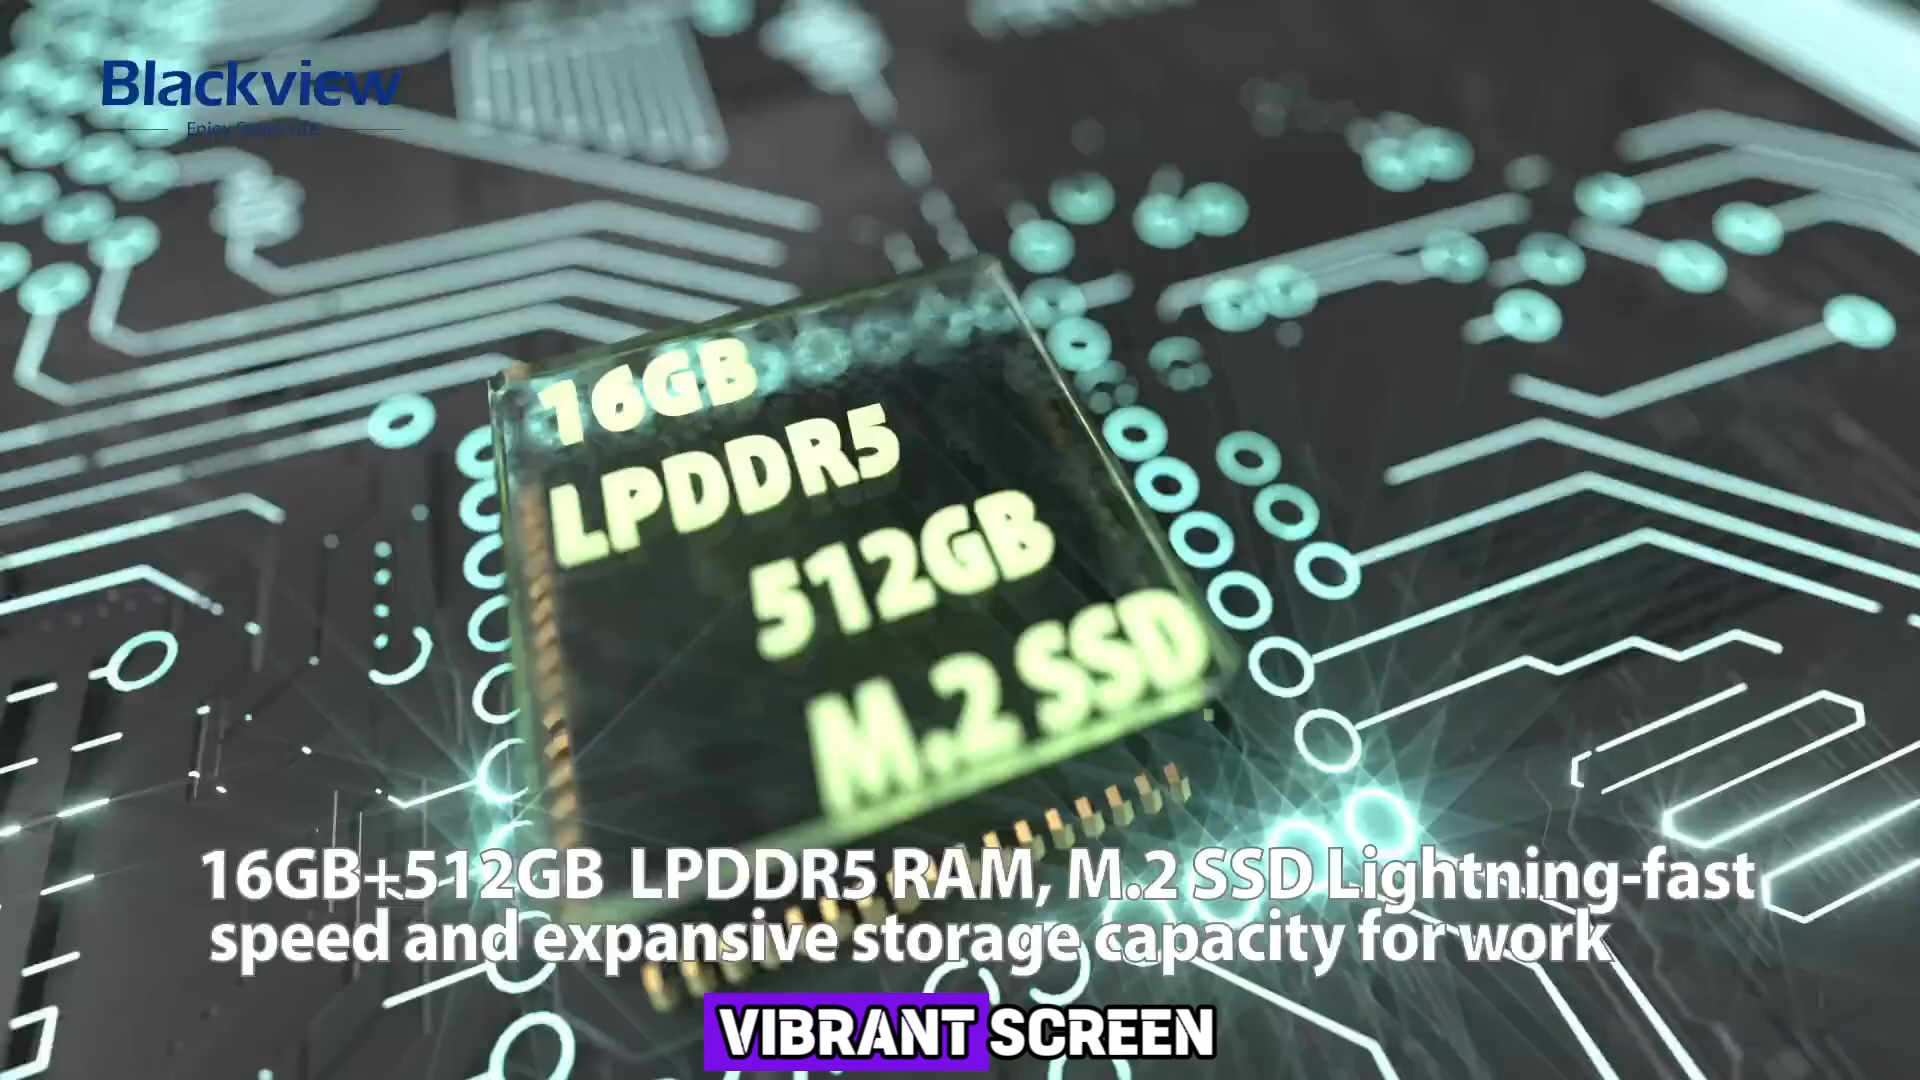 Blackview
Enjoy
16GB
LPDDR5
512GB
M.2 SSD
16GB+512GB LPDDR5 RAM, M.2 SSD Lightning-fast
speed and expansive storage capacity for work
VIBRANT SCREEN